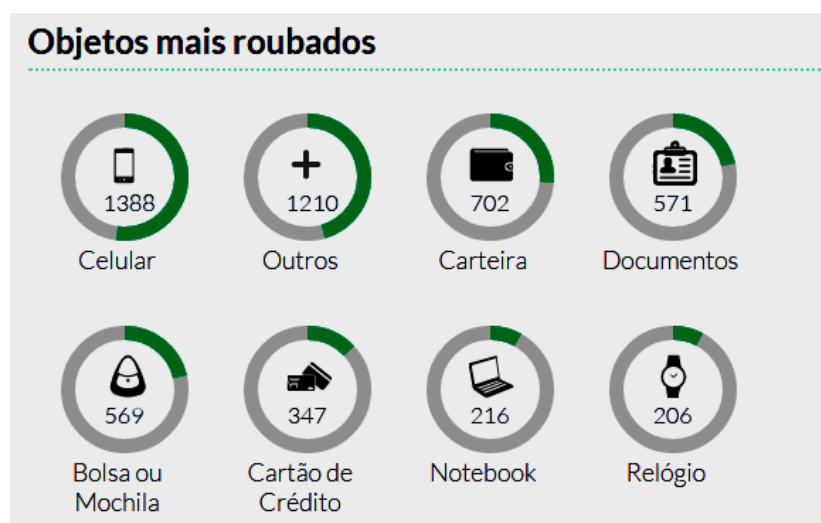 Objetos mais roubados
1388
Celular
1210
Outros
702
Carteira
571
Documentos
569
Bolsa ou
Mochila
347
Cartão de
Crédito
216
Notebook
206
Relógio